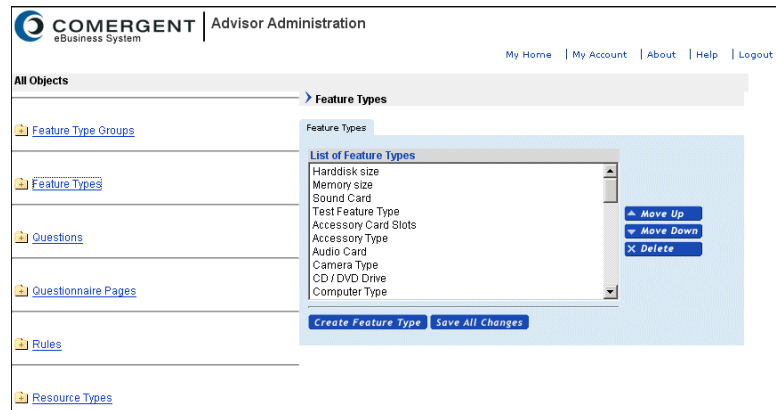 COMERGENT
eBusiness System
Advisor Administration
My Home | My Account | About | Help | Logout
All Objects
Feature Type Groups
Feature Types
Questions
Questionnaire Pages
Rules
Resource Types
Feature Types
Feature Types
List of Feature Types
Harddisk size
Memory size
Sound Card
Test Feature Type
Accessory Card Slots
Accessory Type
Audio Card
Camera Type
CD / DVD Drive
Computer Type
Move Up
Move Down
X Delete
Create Feature Type
Save All Changes